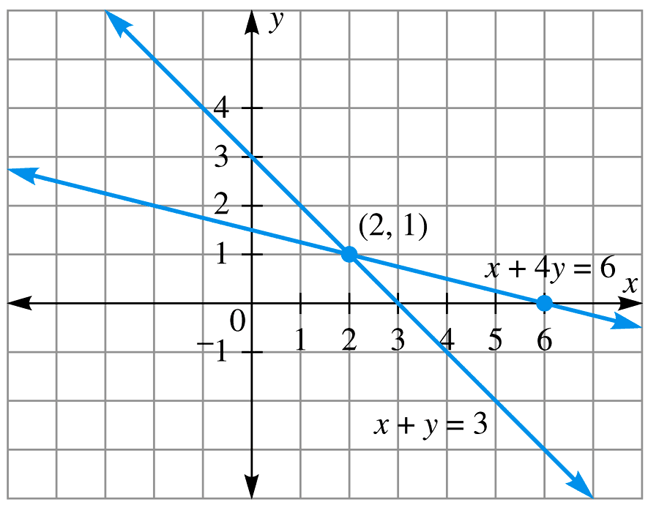 y
4
3
2
(2, 1)
1
x + 4y = 6
x
0
1 2 3 4 5 6
−1
x + y = 3